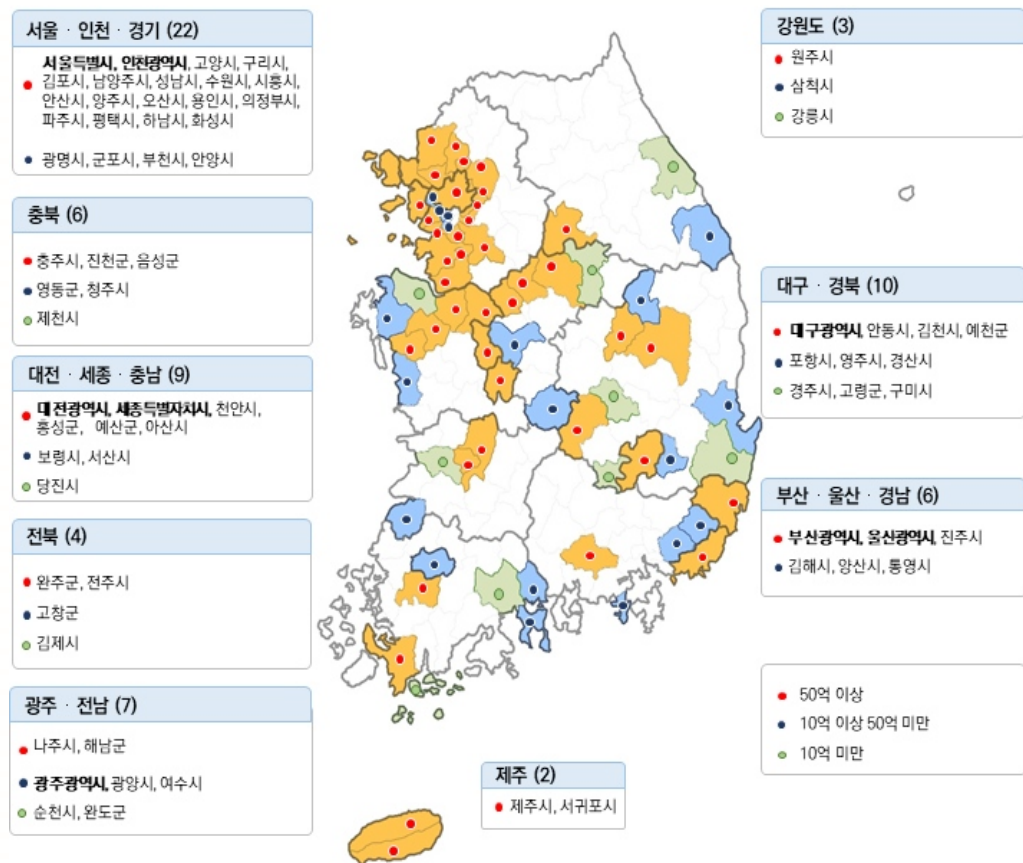 서울 · 인천 · 경기 (22)
서울특별시, 인천광역시, 고양시, 구리시,
김포시, 남양주시, 성남시, 수원시, 시흥시,
안산시, 양주시, 오산시, 용인시, 의정부시,
파주시, 평택시, 하남시, 화성시
광명시, 군포시, 부천시, 안양시
충북 (6)
충주시, 진천군, 음성군
영동군, 청주시
제천시
대전 · 세종 · 충남 (9)
대전광역시, 세종특별자치시, 천안시,
홍성군, 예산군, 아산시
보령시, 서산시
당진시
전북 (4)
완주군, 전주시
고창군
김제시
광주 · 전남 (7)
나주시, 해남군
광주광역시, 광양시, 여수시
순천시, 완도군
제주 (2)
제주시, 서귀포시
강원도 (3)
원주시
삼척시
강릉시
대구 · 경북 (10)
대구광역시, 안동시, 김천시, 예천군
포항시, 영주시, 경산시
경주시, 고령군, 구미시
부산 · 울산 · 경남 (6)
부산광역시, 울산광역시, 진주시
김해시, 양산시, 통영시
50억 이상
10억 이상 50억 미만
10억 미만